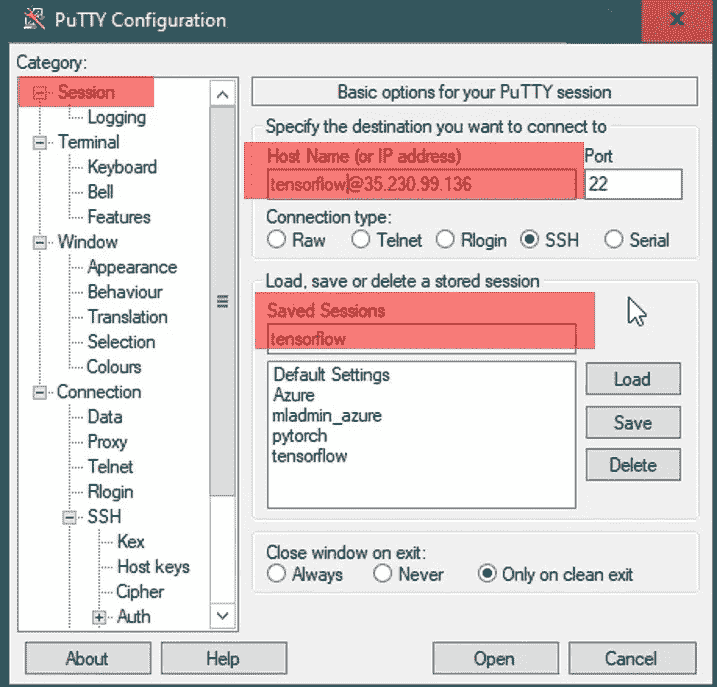 PuTTY Configuration
Category:
Session
Logging
Terminal
Keyboard
Bell
Features
Window
Appearance
Behaviour
Translation
Selection
Colours
Connection
Data
Proxy
Telnet
Rlogin
SSH
Kex
Host keys
Cipher
Auth
Basic options for your PuTTY session
Specify the destination you want to connect to
Host Name (or IP address) Port
tensorflow@35.230.99.136 22
Connection type:
Raw Telnet Rlogin SSH Serial
Load, save or delete a stored session
Saved Sessions
tensorflow
Default Settings
Azure
mladmin_azure
pytorch
tensorflow
Load
Save
Delete
Close window on exit:
Always Never Only on clean exit
About Help Open Cancel